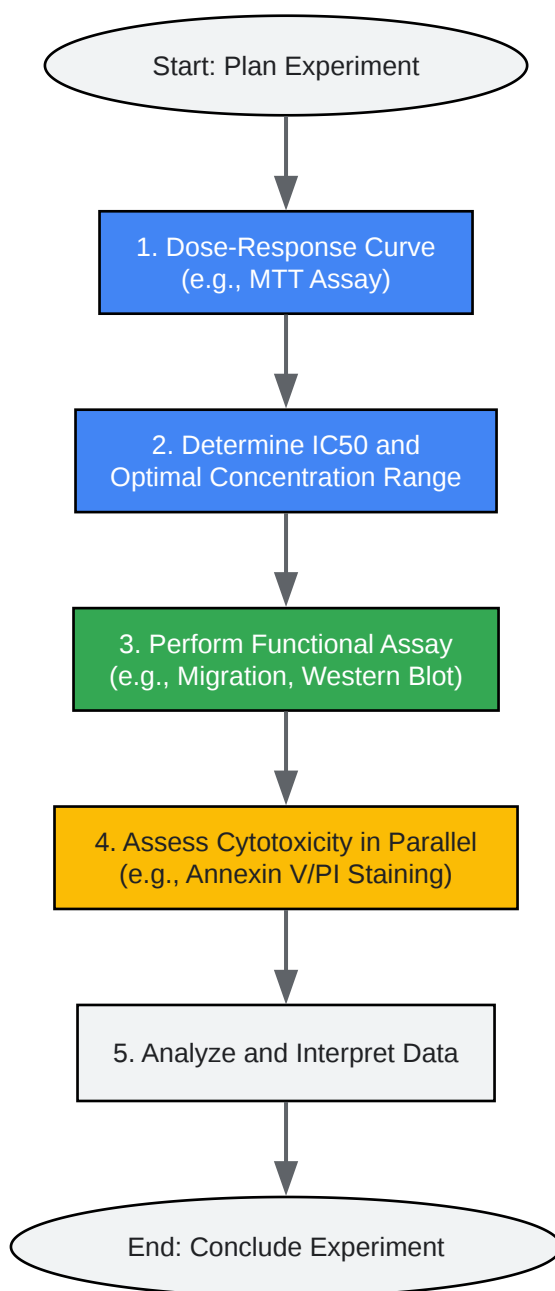 Start: Plan Experiment
1. Dose-Response Curve
(e.g., MTT Assay)
2. Determine IC50 and
Optimal Concentration Range
3. Perform Functional Assay
(e.g., Migration, Western Blot)
4. Assess Cytotoxicity in Parallel
(e.g., Annexin V/PI Staining)
5. Analyze and Interpret Data
End: Conclude Experiment